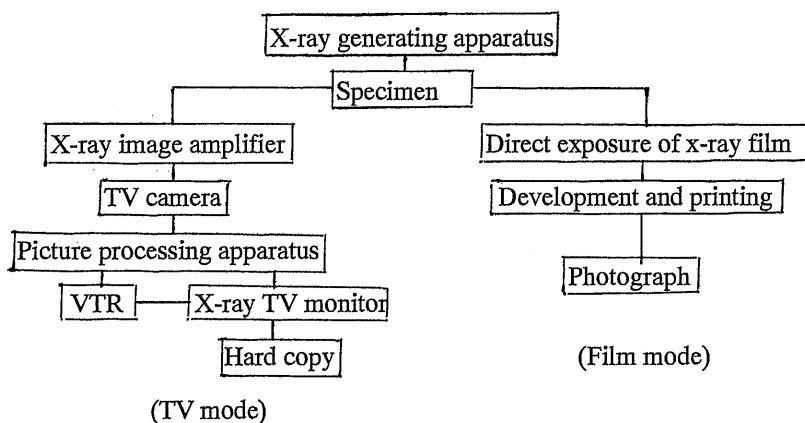 X-ray generating apparatus
Specimen
X-ray image amplifier
TV camera
Picture processing apparatus
VTR
X-ray TV monitor
Hard copy
(TV mode)
Direct exposure of x-ray film
Development and printing
Photograph
(Film mode)